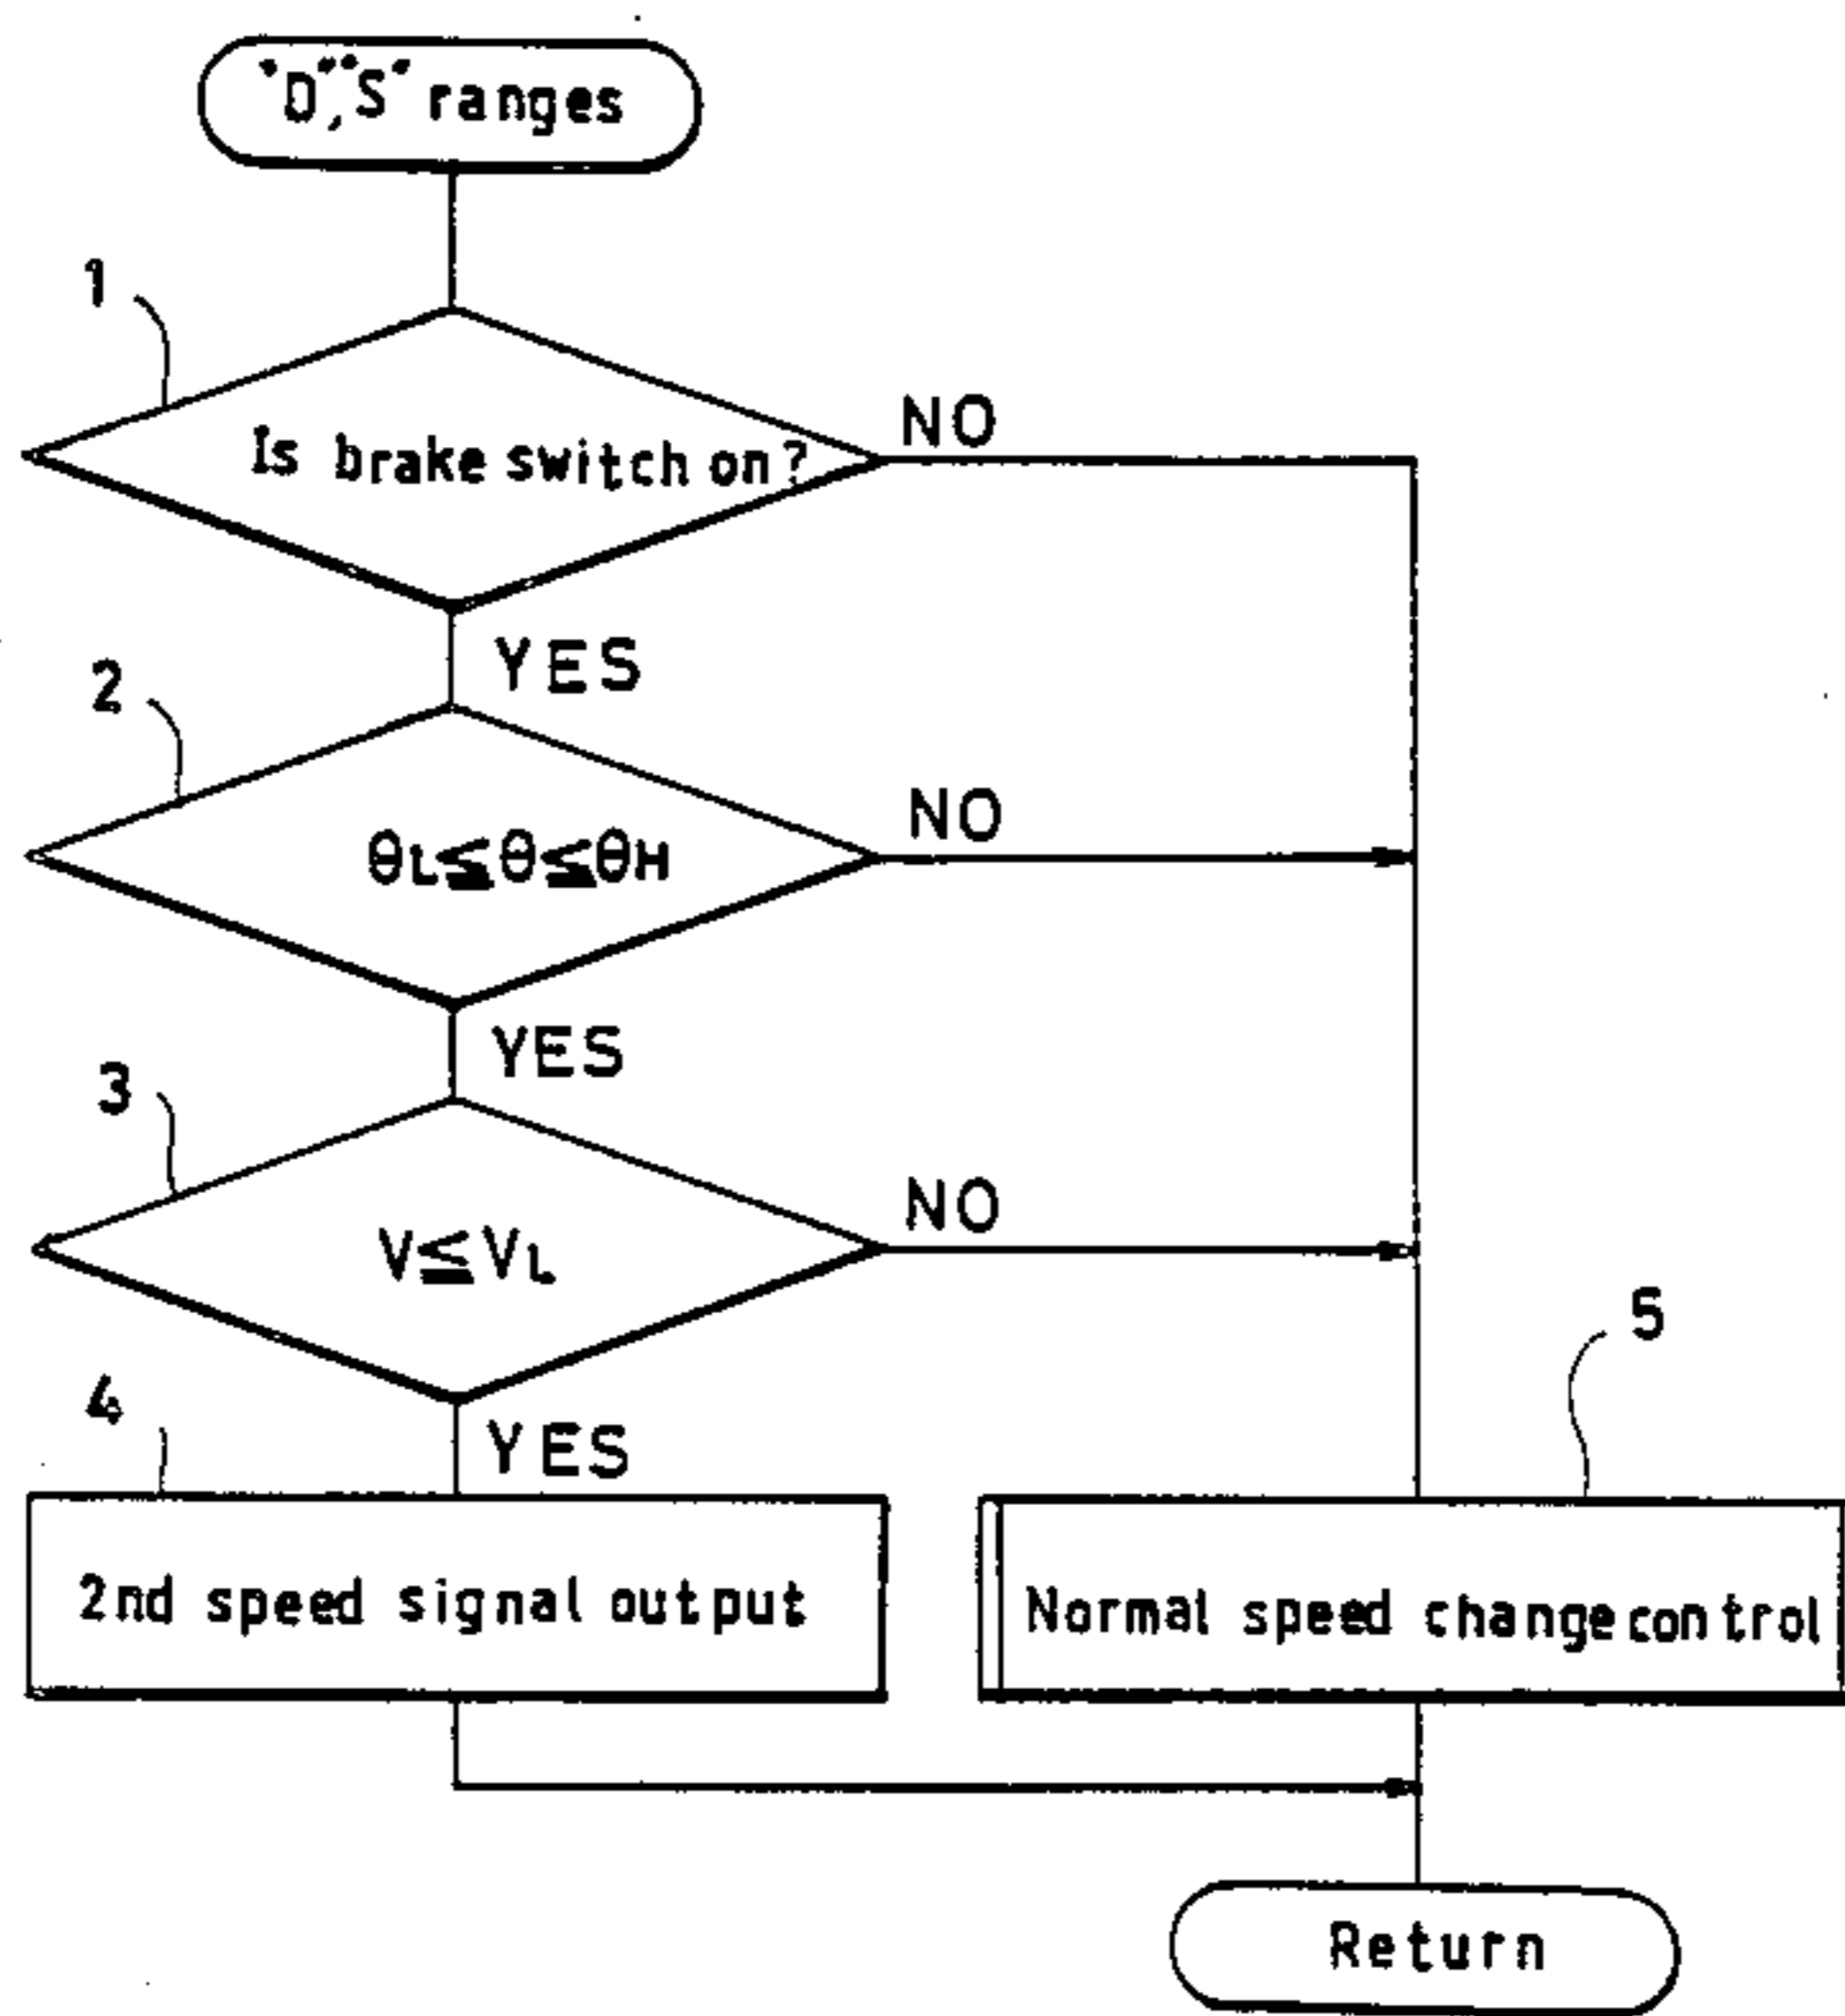 "D","S" ranges
1
Is brake switch on?
NO
YES
2
θL≦θ≦θH
NO
YES
3
V≦VL
NO
YES
4
2nd speed signal output
5
Normal speed change control
Return